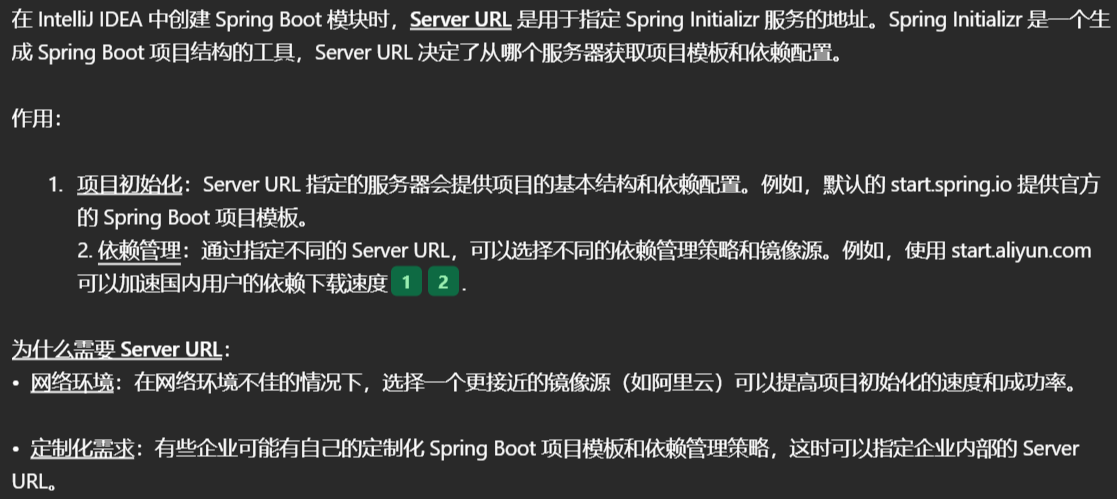 在 IntelliJ IDEA 中创建 Spring Boot 模块时，Server URL 是用于指定 Spring Initializr 服务的地址。Spring Initializr 是一个生
成 Spring Boot 项目结构的工具，Server URL 决定了从哪个服务器获取项目模板和依赖配置。
作用：
1. 项目初始化：Server URL 指定的服务器会提供项目的基本结构和依赖配置。例如，默认的 start.spring.io 提供官方
的 Spring Boot 项目模板。
2. 依赖管理：通过指定不同的 Server URL，可以选择不同的依赖管理策略和镜像源。例如，使用 start.aliyun.com
可以加速国内用户的依赖下载速度 1 2 .
为什么需要 Server URL：
• 网络环境：在网络环境不佳的情况下，选择一个更接近的镜像源（如阿里云）可以提高项目初始化的速度和成功率。
• 定制化需求：有些企业可能有自己的定制化 Spring Boot 项目模板和依赖管理策略，这时可以指定企业内部的 Server
URL。